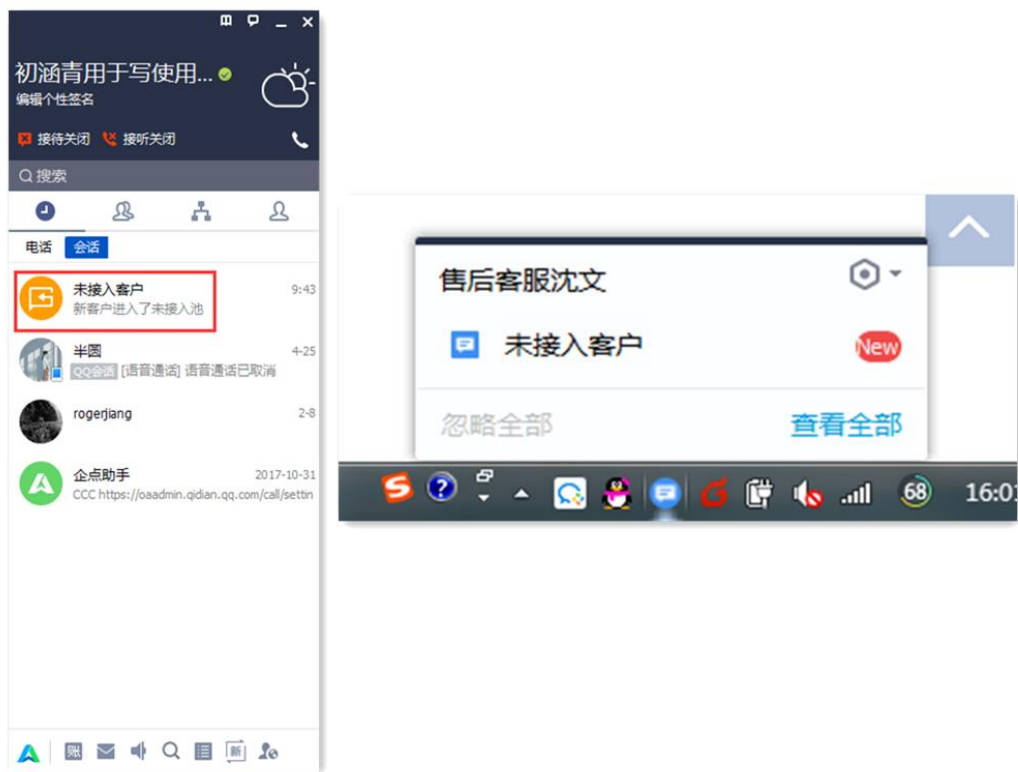 初涵青用于写使用...
编辑个性签名
接待关闭 接听关闭
搜索
电话 会话
未接入客户 9:43
新客户进入了未接入池
半圆 4-25
QQ会话 [语音通话] 语音通话已取消
rogerjiang 2-8
企点助手 2017-10-31
CCC https://oaadmin.qidian.qq.com/call/settin
账 新
售后客服沈文
未接入客户 New
忽略全部 查看全部
68 16:01